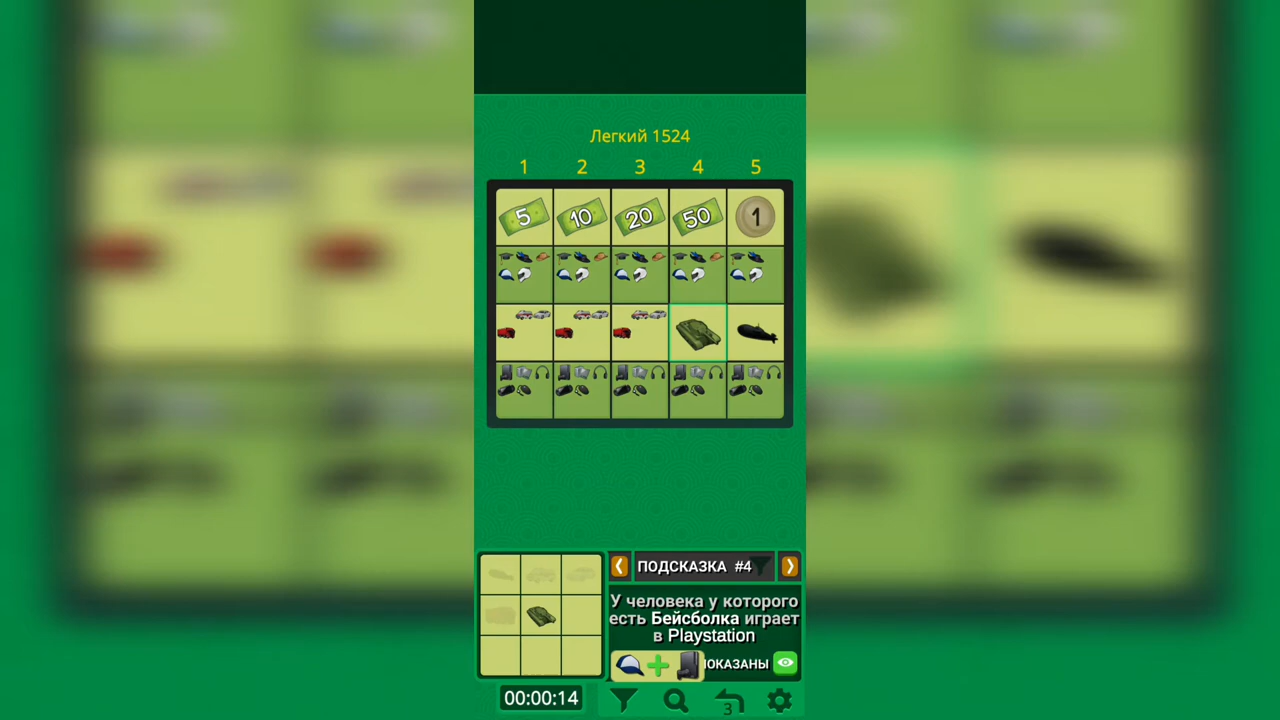 Легкий 1524
1 2 3 4 5
5 10 20 50 1
ПОДСКАЗКА #4
У человека у которого
есть Бейсболка играет
в Playstation
ПОКАЗАНЫ
00:00:14
3